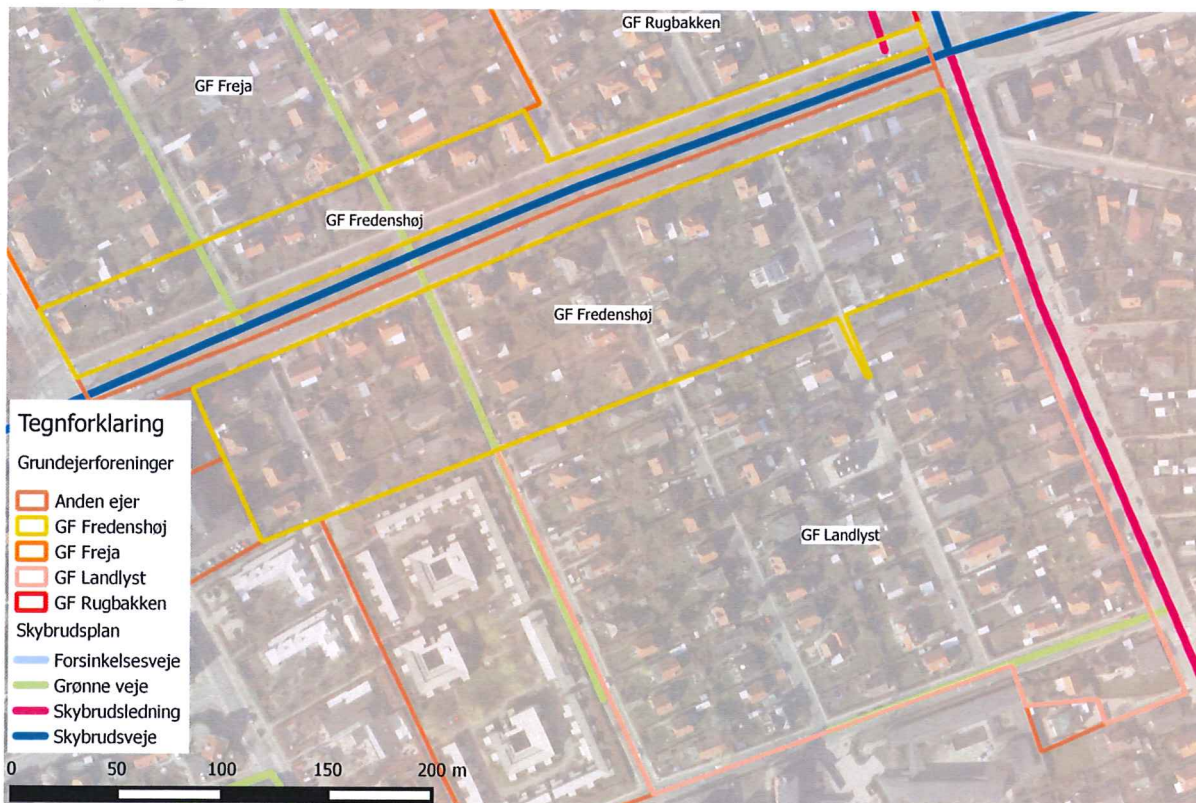 GF Rugbakken
GF Freja
GF Fredenshøj
GF Fredenshøj
GF Landlyst
Tegnforklaring
Grundejerforeninger
Anden ejer
GF Fredenshøj
GF Freja
GF Landlyst
GF Rugbakken
Skybrudsplan
Forsinkelsesveje
Grønne veje
Skybrudsledning
Skybrudsveje
0 50 100 150 200 m